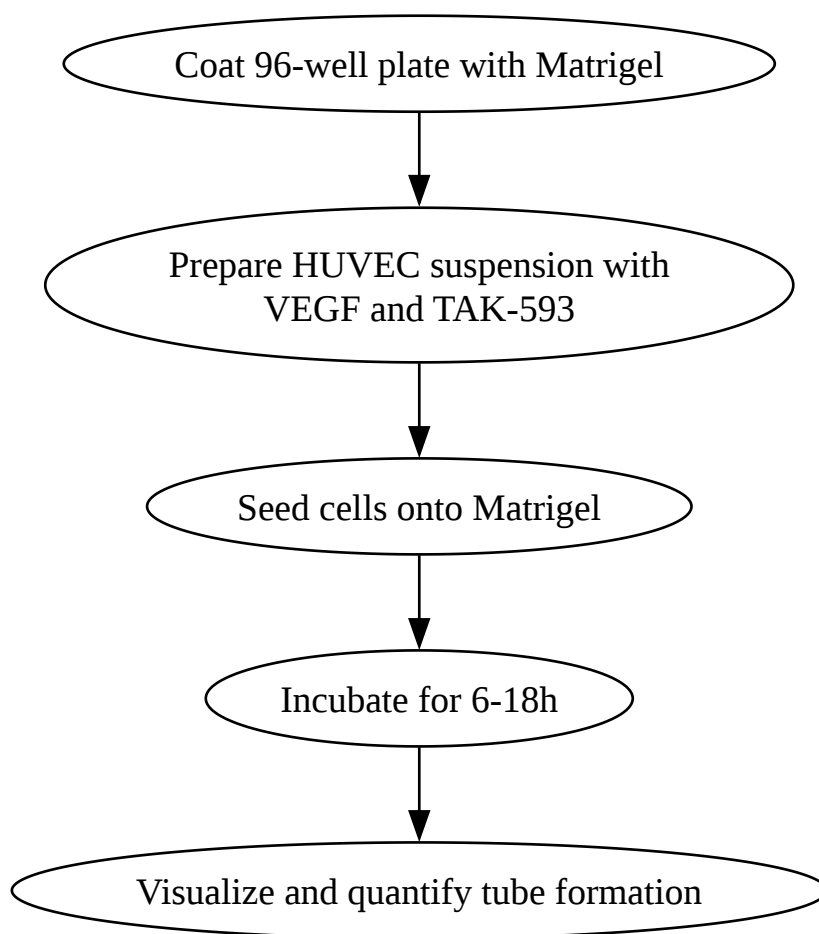 Coat 96-well plate with Matrigel
Prepare HUVEC suspension with
VEGF and TAK-593
Seed cells onto Matrigel
Incubate for 6-18h
Visualize and quantify tube formation